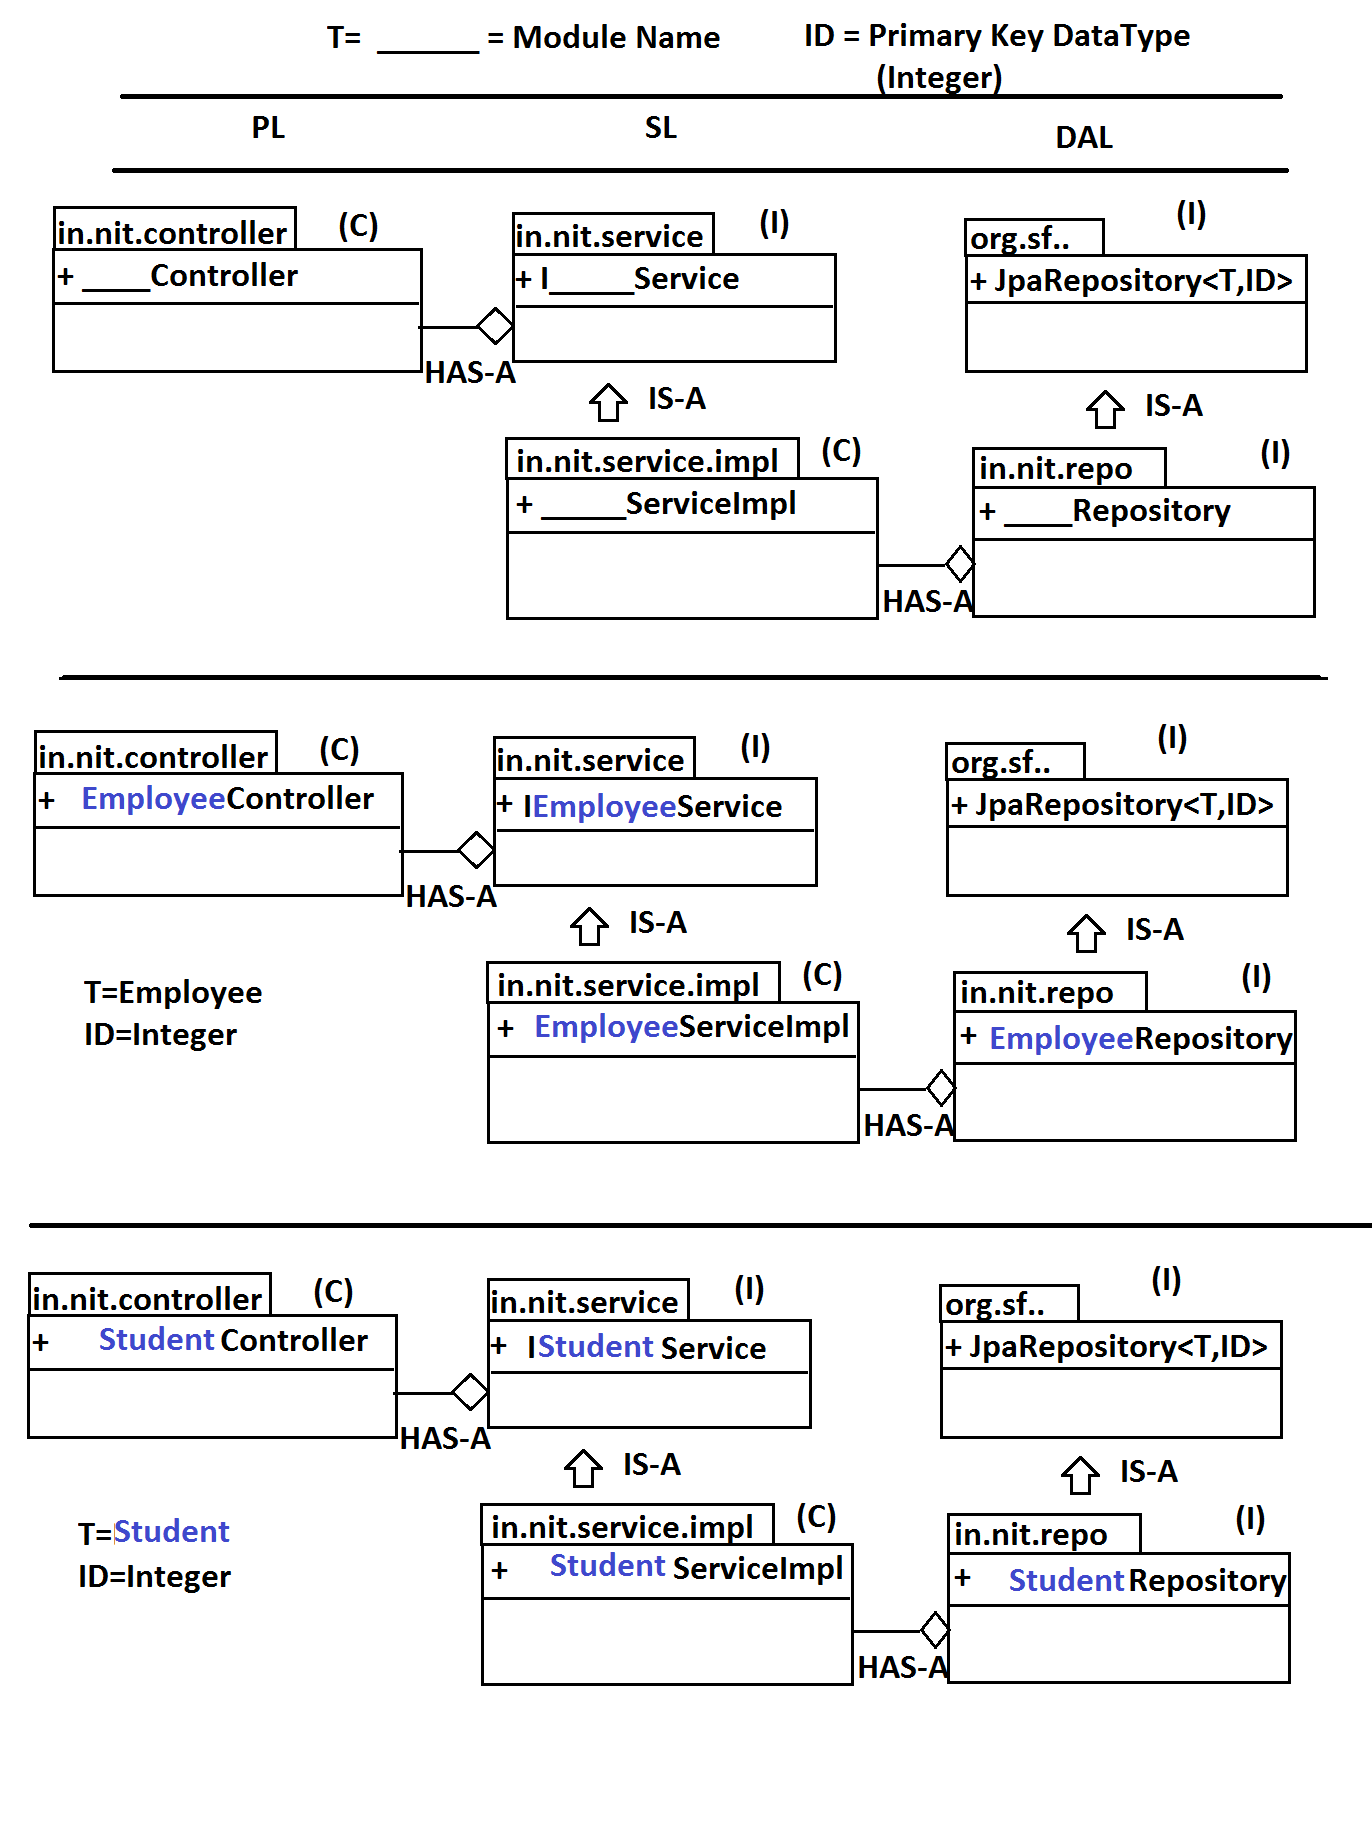 T= ______ = Module Name
ID = Primary Key DataType
(Integer)
PL
SL
DAL
in.nit.controller
(C)
+ ____Controller
HAS-A
in.nit.service
(I)
+ I_____Service
IS-A
in.nit.service.impl
(C)
+ _____ServiceImpl
HAS-A
org.sf..
(I)
+ JpaRepository<T,ID>
IS-A
in.nit.repo
(I)
+ ____Repository
in.nit.controller
(C)
+ EmployeeController
HAS-A
in.nit.service
(I)
+ IEmployeeService
IS-A
in.nit.service.impl
(C)
+ EmployeeServiceImpl
HAS-A
org.sf..
(I)
+ JpaRepository<T,ID>
IS-A
in.nit.repo
(I)
+ EmployeeRepository
T=Employee
ID=Integer
in.nit.controller
(C)
+ Student Controller
HAS-A
in.nit.service
(I)
+ IStudent Service
IS-A
in.nit.service.impl
(C)
+ Student ServiceImpl
HAS-A
org.sf..
(I)
+ JpaRepository<T,ID>
IS-A
in.nit.repo
(I)
+ Student Repository
T=Student
ID=Integer